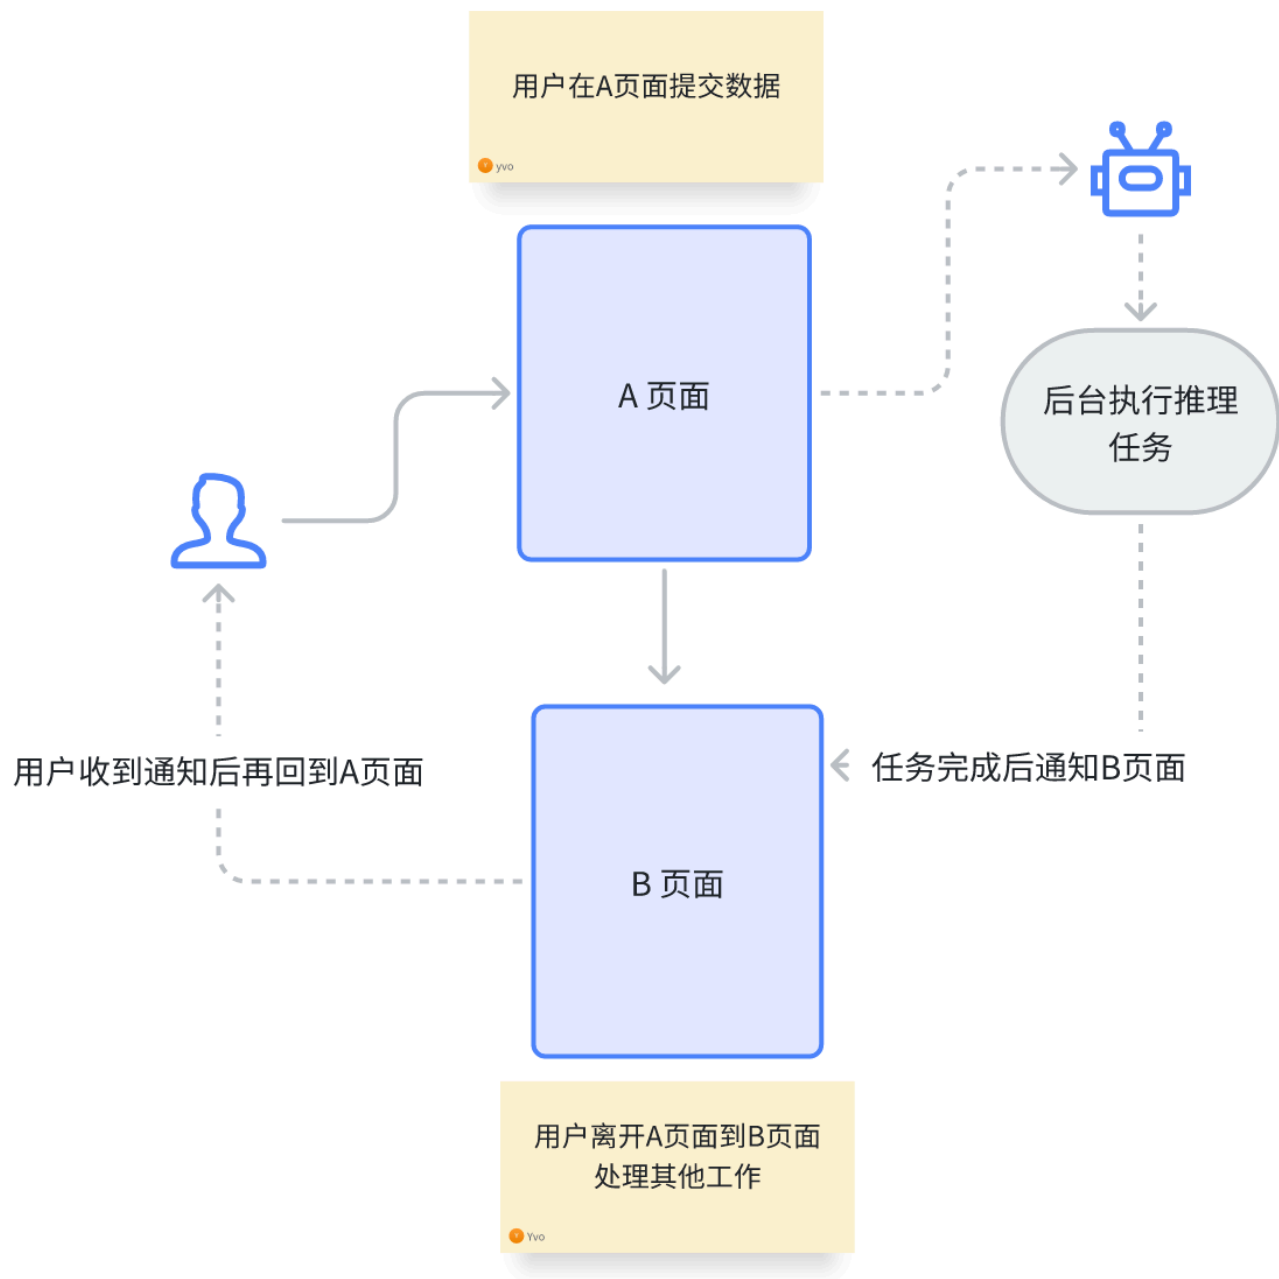 用户在A页面提交数据
yvo
A 页面
后台执行推理
任务
用户收到通知后再回到A页面
任务完成后通知B页面
B 页面
用户离开A页面到B页面
处理其他工作
Yvo